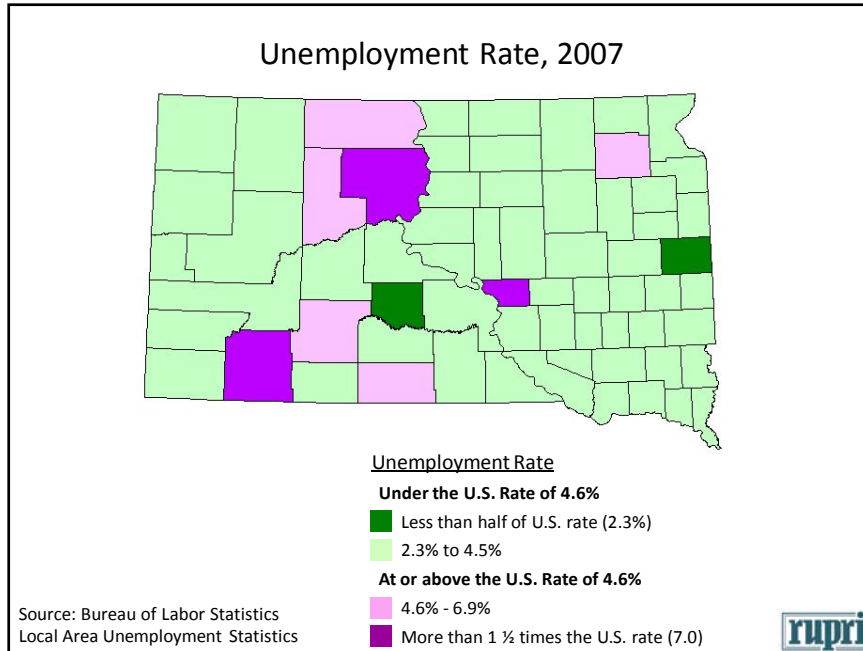 Unemployment Rate, 2007
Unemployment Rate
Under the U.S. Rate of 4.6%
Less than half of U.S. rate (2.3%)
2.3% to 4.5%
At or above the U.S. Rate of 4.6%
4.6% - 6.9%
More than 1 ½ times the U.S. rate (7.0)
Source: Bureau of Labor Statistics
Local Area Unemployment Statistics
rupri